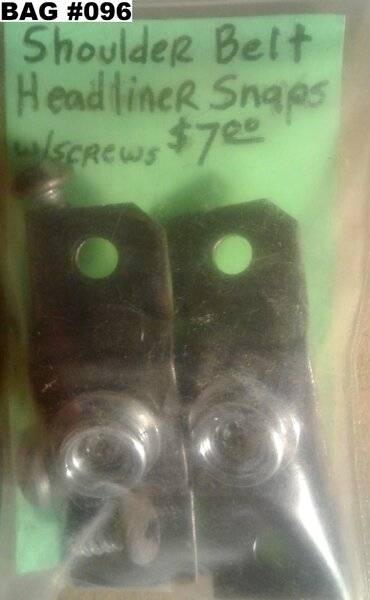 BAG #096
Shoulder Belt
Headliner Snaps
w/screws $7.00